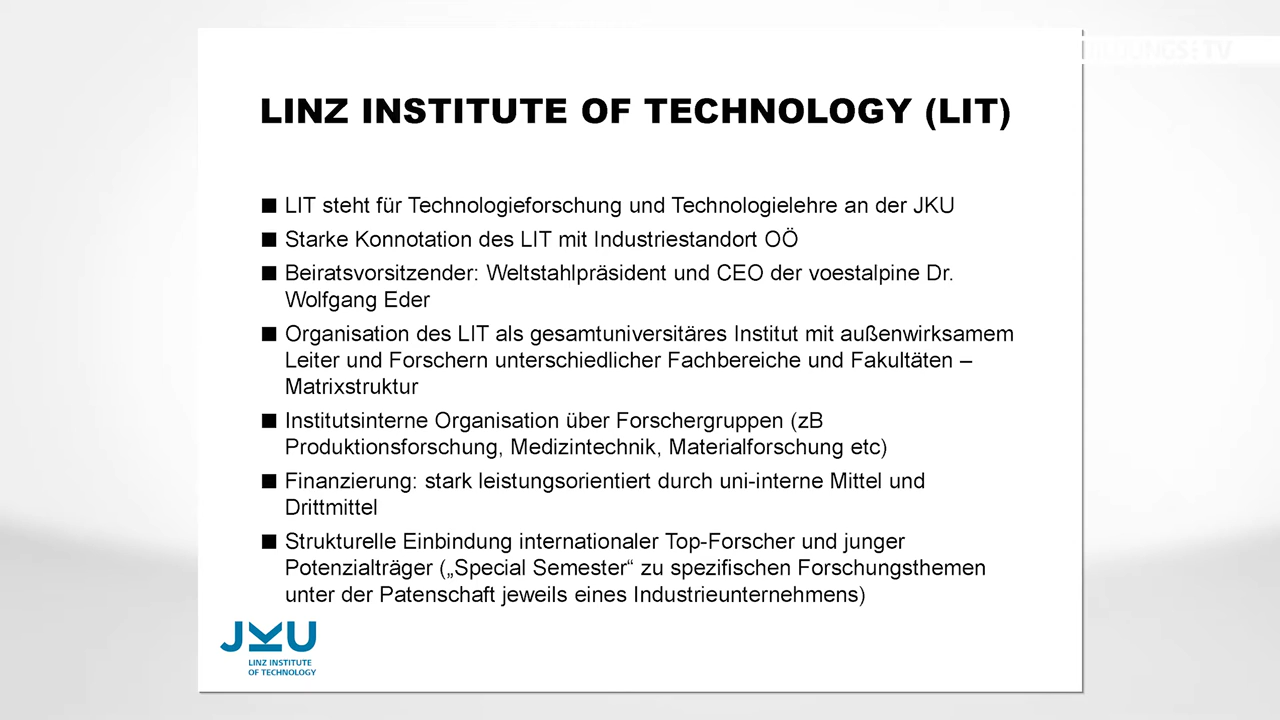 BILDUNGS:TV
LINZ INSTITUTE OF TECHNOLOGY (LIT)
■ LIT steht für Technologieforschung und Technologielehre an der JKU
■ Starke Konnotation des LIT mit Industriestandort OÖ
■ Beiratsvorsitzender: Weltstahlpräsident und CEO der voestalpine Dr.
Wolfgang Eder
■ Organisation des LIT als gesamtuniversitäres Institut mit außenwirksamem
Leiter und Forschern unterschiedlicher Fachbereiche und Fakultäten –
Matrixstruktur
■ Institutsinterne Organisation über Forschergruppen (zB
Produktionsforschung, Medizintechnik, Materialforschung etc)
■ Finanzierung: stark leistungsorientiert durch uni-interne Mittel und
Drittmittel
■ Strukturelle Einbindung internationaler Top-Forscher und junger
Potenzialträger („Special Semester“ zu spezifischen Forschungsthemen
unter der Patenschaft jeweils eines Industrieunternehmens)
JKU
LINZ INSTITUTE
OF TECHNOLOGY